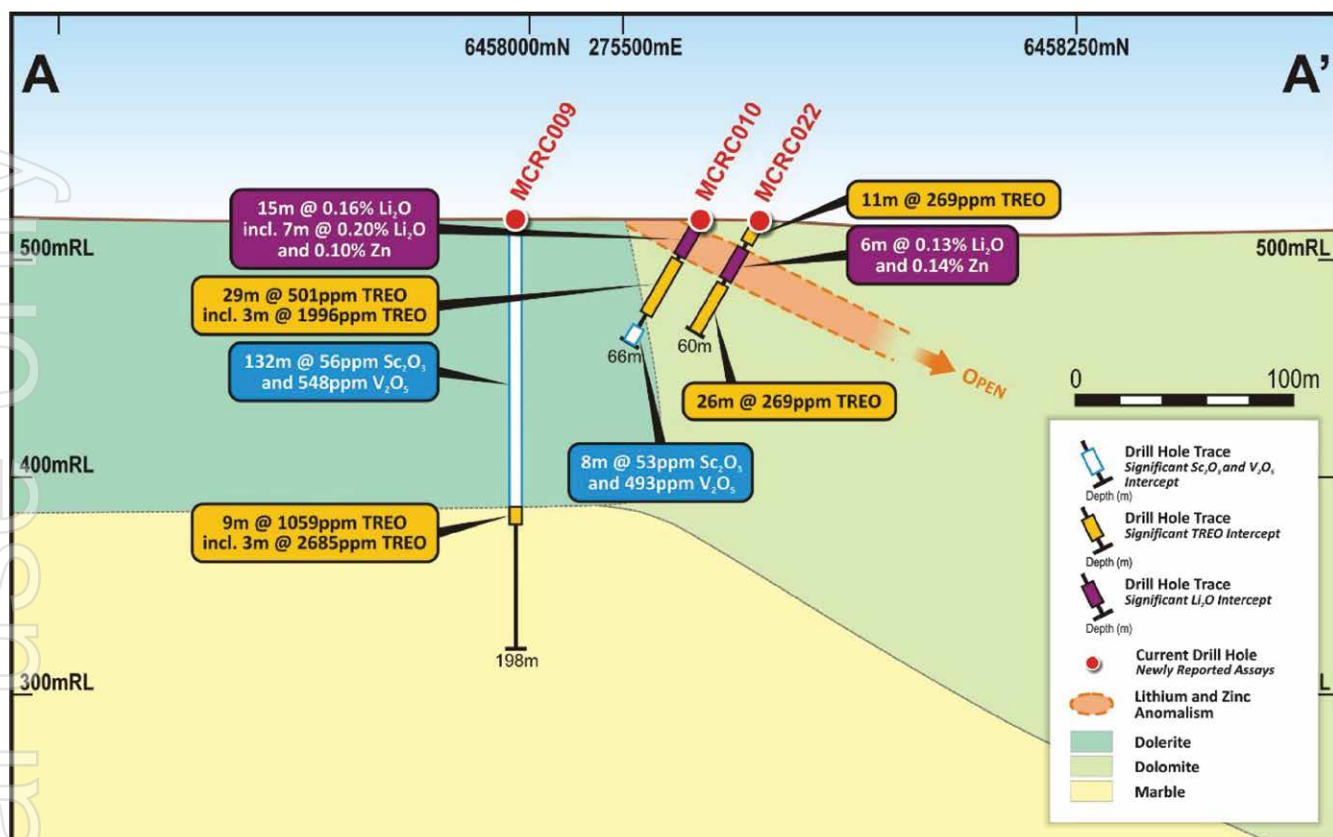 6458000mN 275500mE 6458250mN
A A'
MCRC009
MCRC010
MCRC022
15m @ 0.16% Li₂O
incl. 7m @ 0.20% Li₂O
and 0.10% Zn
11m @ 269ppm TREO
500mRL
500mRL
6m @ 0.13% Li₂O
and 0.14% Zn
29m @ 501ppm TREO
incl. 3m @ 1996ppm TREO
66m
60m
132m @ 56ppm Sc₂O₃
and 548ppm V₂O₅
OPEN
26m @ 269ppm TREO
0 100m
8m @ 53ppm Sc₂O₃
and 493ppm V₂O₅
400mRL
9m @ 1059ppm TREO
incl. 3m @ 2685ppm TREO
198m
300mRL
L
Drill Hole Trace
Significant Sc₂O₃ and V₂O₅
Intercept
Depth (m)
Drill Hole Trace
Significant TREO Intercept
Depth (m)
Drill Hole Trace
Significant Li₂O Intercept
Depth (m)
Current Drill Hole
Newly Reported Assays
Lithium and Zinc
Anomalism
Dolerite
Dolomite
Marble